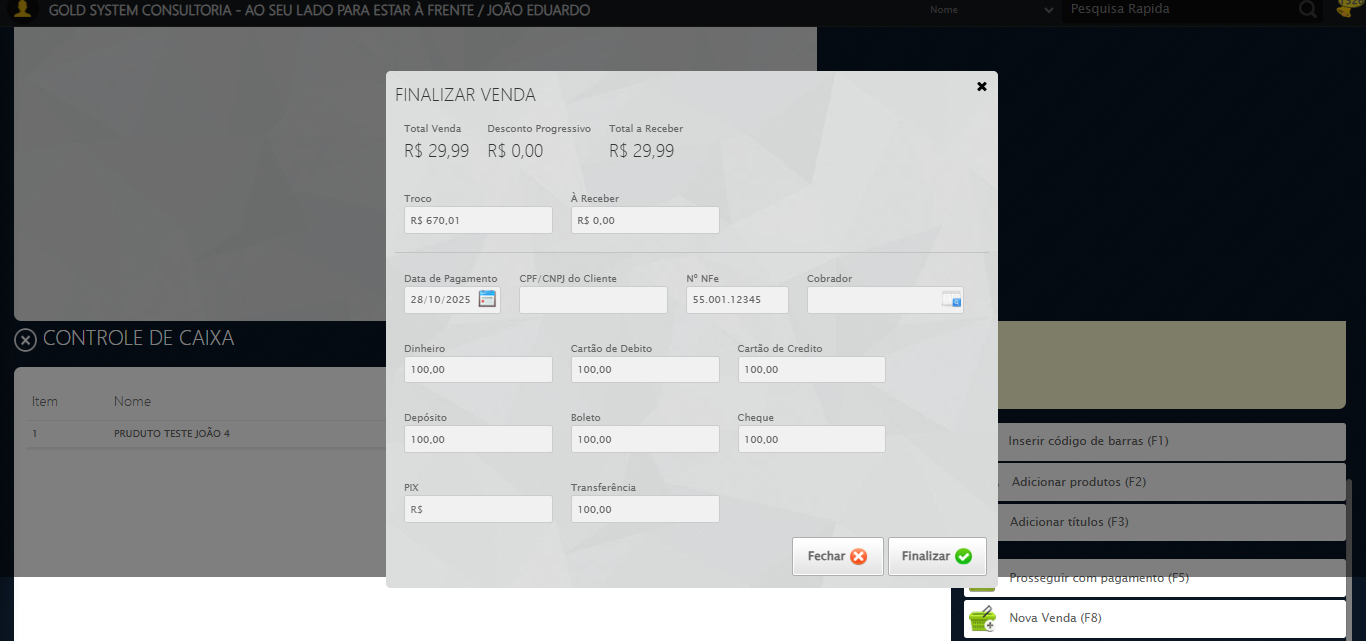 GOLD SYSTEM CONSULTORIA - AO SEU LADO PARA ESTAR À FRENTE / JOÃO EDUARDO
Nome
Pesquisa Rapida
FINALIZAR VENDA
Total Venda Desconto Progressivo Total a Receber
R$ 29,99 R$ 0,00 R$ 29,99
Troco À Receber
R$ 670,01 R$ 0,00
Data de Pagamento CPF/CNPJ do Cliente Nº NFe Cobrador
28/10/2025 55.001.12345
CONTROLE DE CAIXA
Dinheiro Cartão de Debito Cartão de Credito
100,00 100,00 100,00
Item Nome
Depósito Boleto Cheque
1 PRUDUTO TESTE JOÃO 4
100,00 100,00 100,00
Inserir código de barras (F1)
Adicionar produtos (F2)
PIX Transferência
R$ 100,00
Adicionar títulos (F3)
Fechar Finalizar
Prosseguir com pagamento (F5)
Nova Venda (F8)